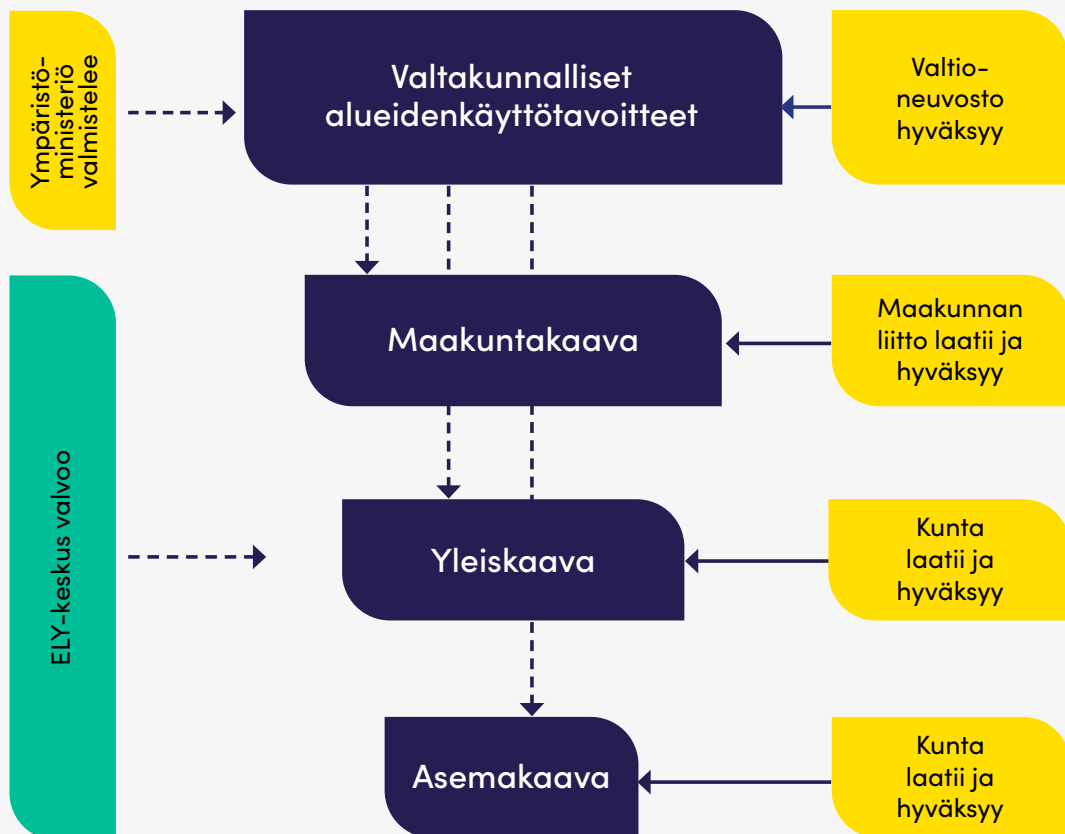 Ympäristö-
ministeriö
valmistelee
Valtakunnalliset
alueidenkäyttötavoitteet
Valtio-
neuvosto
hyväksyy
Maakuntakaava
Maakunnan
liitto laatii ja
hyväksyy
ELY-keskus valvoo
Yleiskaava
Kunta
laatii ja
hyväksyy
Asemakaava
Kunta
laatii ja
hyväksyy